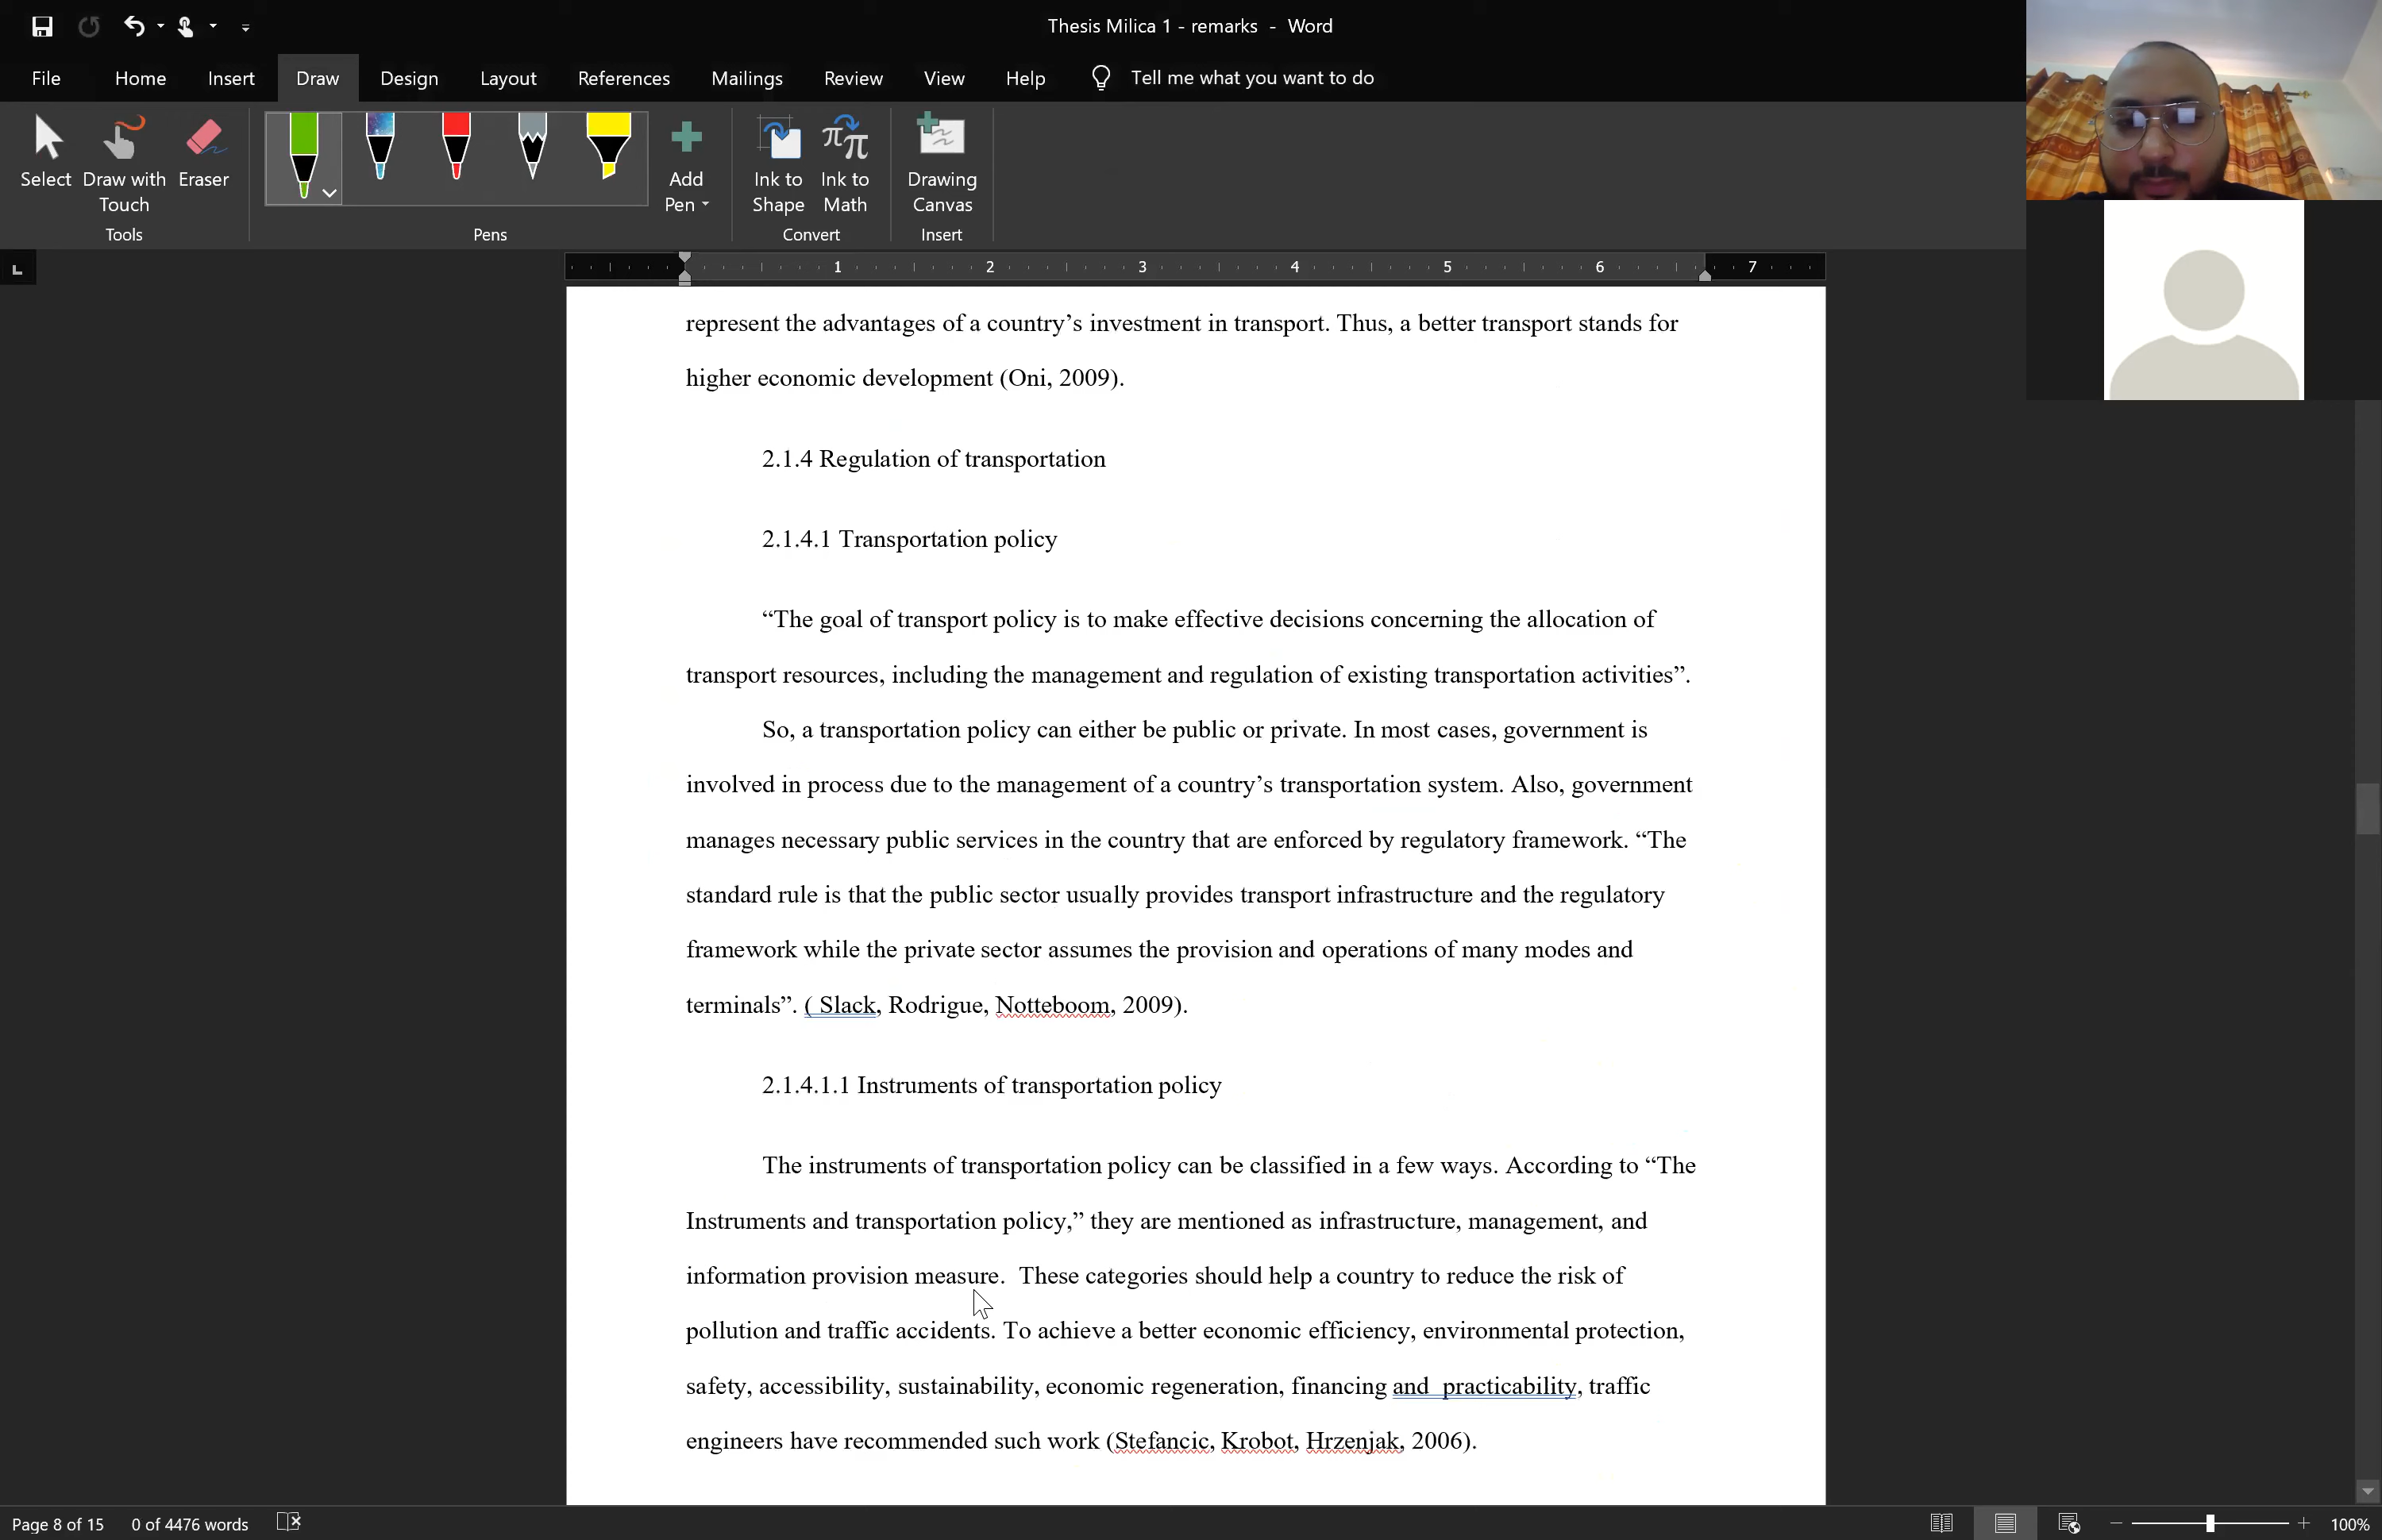 Thesis Milica 1 - remarks - Word
File Home Insert Draw Design Layout References Mailings Review View Help Tell me what you want to do
Select Draw with Touch Eraser
Tools
Pens
Add Pen
Ink to Shape Ink to Math
Convert
Drawing Canvas
Insert
1 2 3 4 5 6 7
represent the advantages of a country’s investment in transport. Thus, a better transport stands for
higher economic development (Oni, 2009).
2.1.4 Regulation of transportation
2.1.4.1 Transportation policy
“The goal of transport policy is to make effective decisions concerning the allocation of
transport resources, including the management and regulation of existing transportation activities”.
So, a transportation policy can either be public or private. In most cases, government is
involved in process due to the management of a country’s transportation system. Also, government
manages necessary public services in the country that are enforced by regulatory framework. “The
standard rule is that the public sector usually provides transport infrastructure and the regulatory
framework while the private sector assumes the provision and operations of many modes and
terminals”. ( Slack, Rodrigue, Notteboom, 2009).
2.1.4.1.1 Instruments of transportation policy
The instruments of transportation policy can be classified in a few ways. According to “The
Instruments and transportation policy,” they are mentioned as infrastructure, management, and
information provision measure.  These categories should help a country to reduce the risk of
pollution and traffic accidents. To achieve a better economic efficiency, environmental protection,
safety, accessibility, sustainability, economic regeneration, financing and  practicability, traffic
engineers have recommended such work (Stefancic, Krobot, Hrzenjak, 2006).
Page 8 of 15 0 of 4476 words 100%